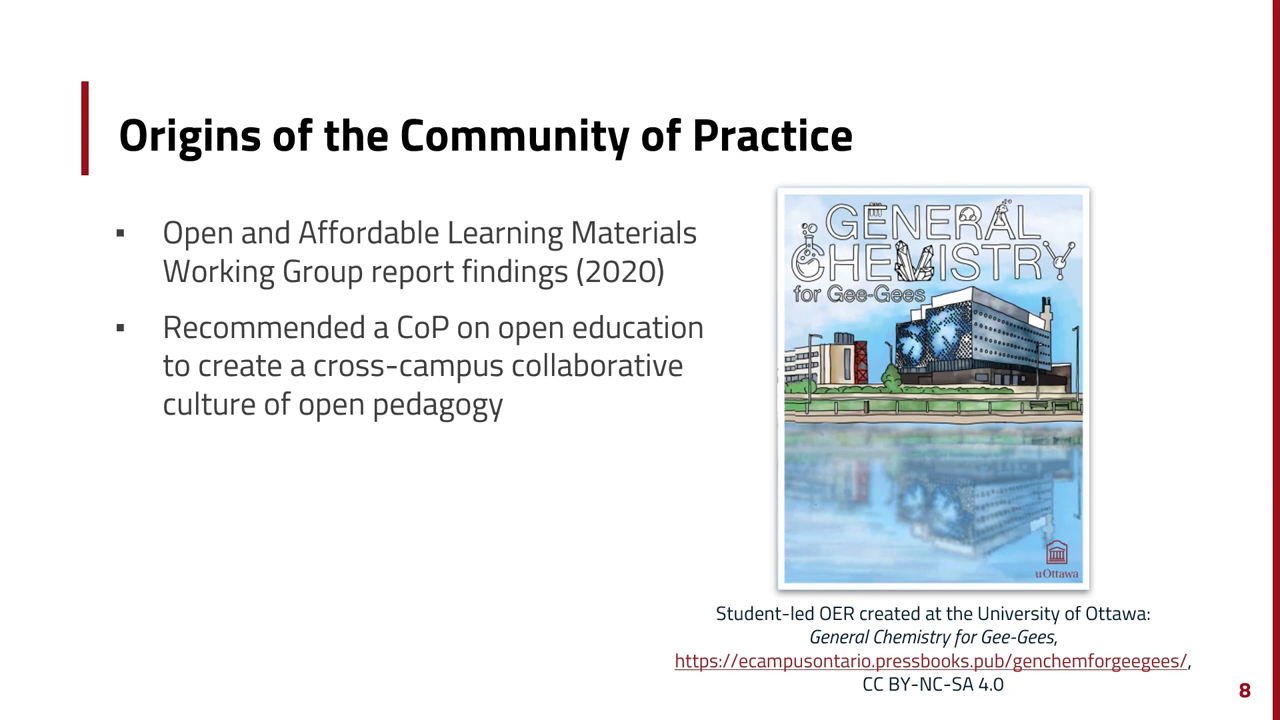 Origins of the Community of Practice
▪ Open and Affordable Learning Materials
Working Group report findings (2020)
▪ Recommended a CoP on open education
to create a cross-campus collaborative
culture of open pedagogy
GENERAL
CHEMISTRY
for Gee-Gees
uOttawa
Student-led OER created at the University of Ottawa:
General Chemistry for Gee-Gees,
https://ecampusontario.pressbooks.pub/genchemforgeegees/,
CC BY-NC-SA 4.0
8